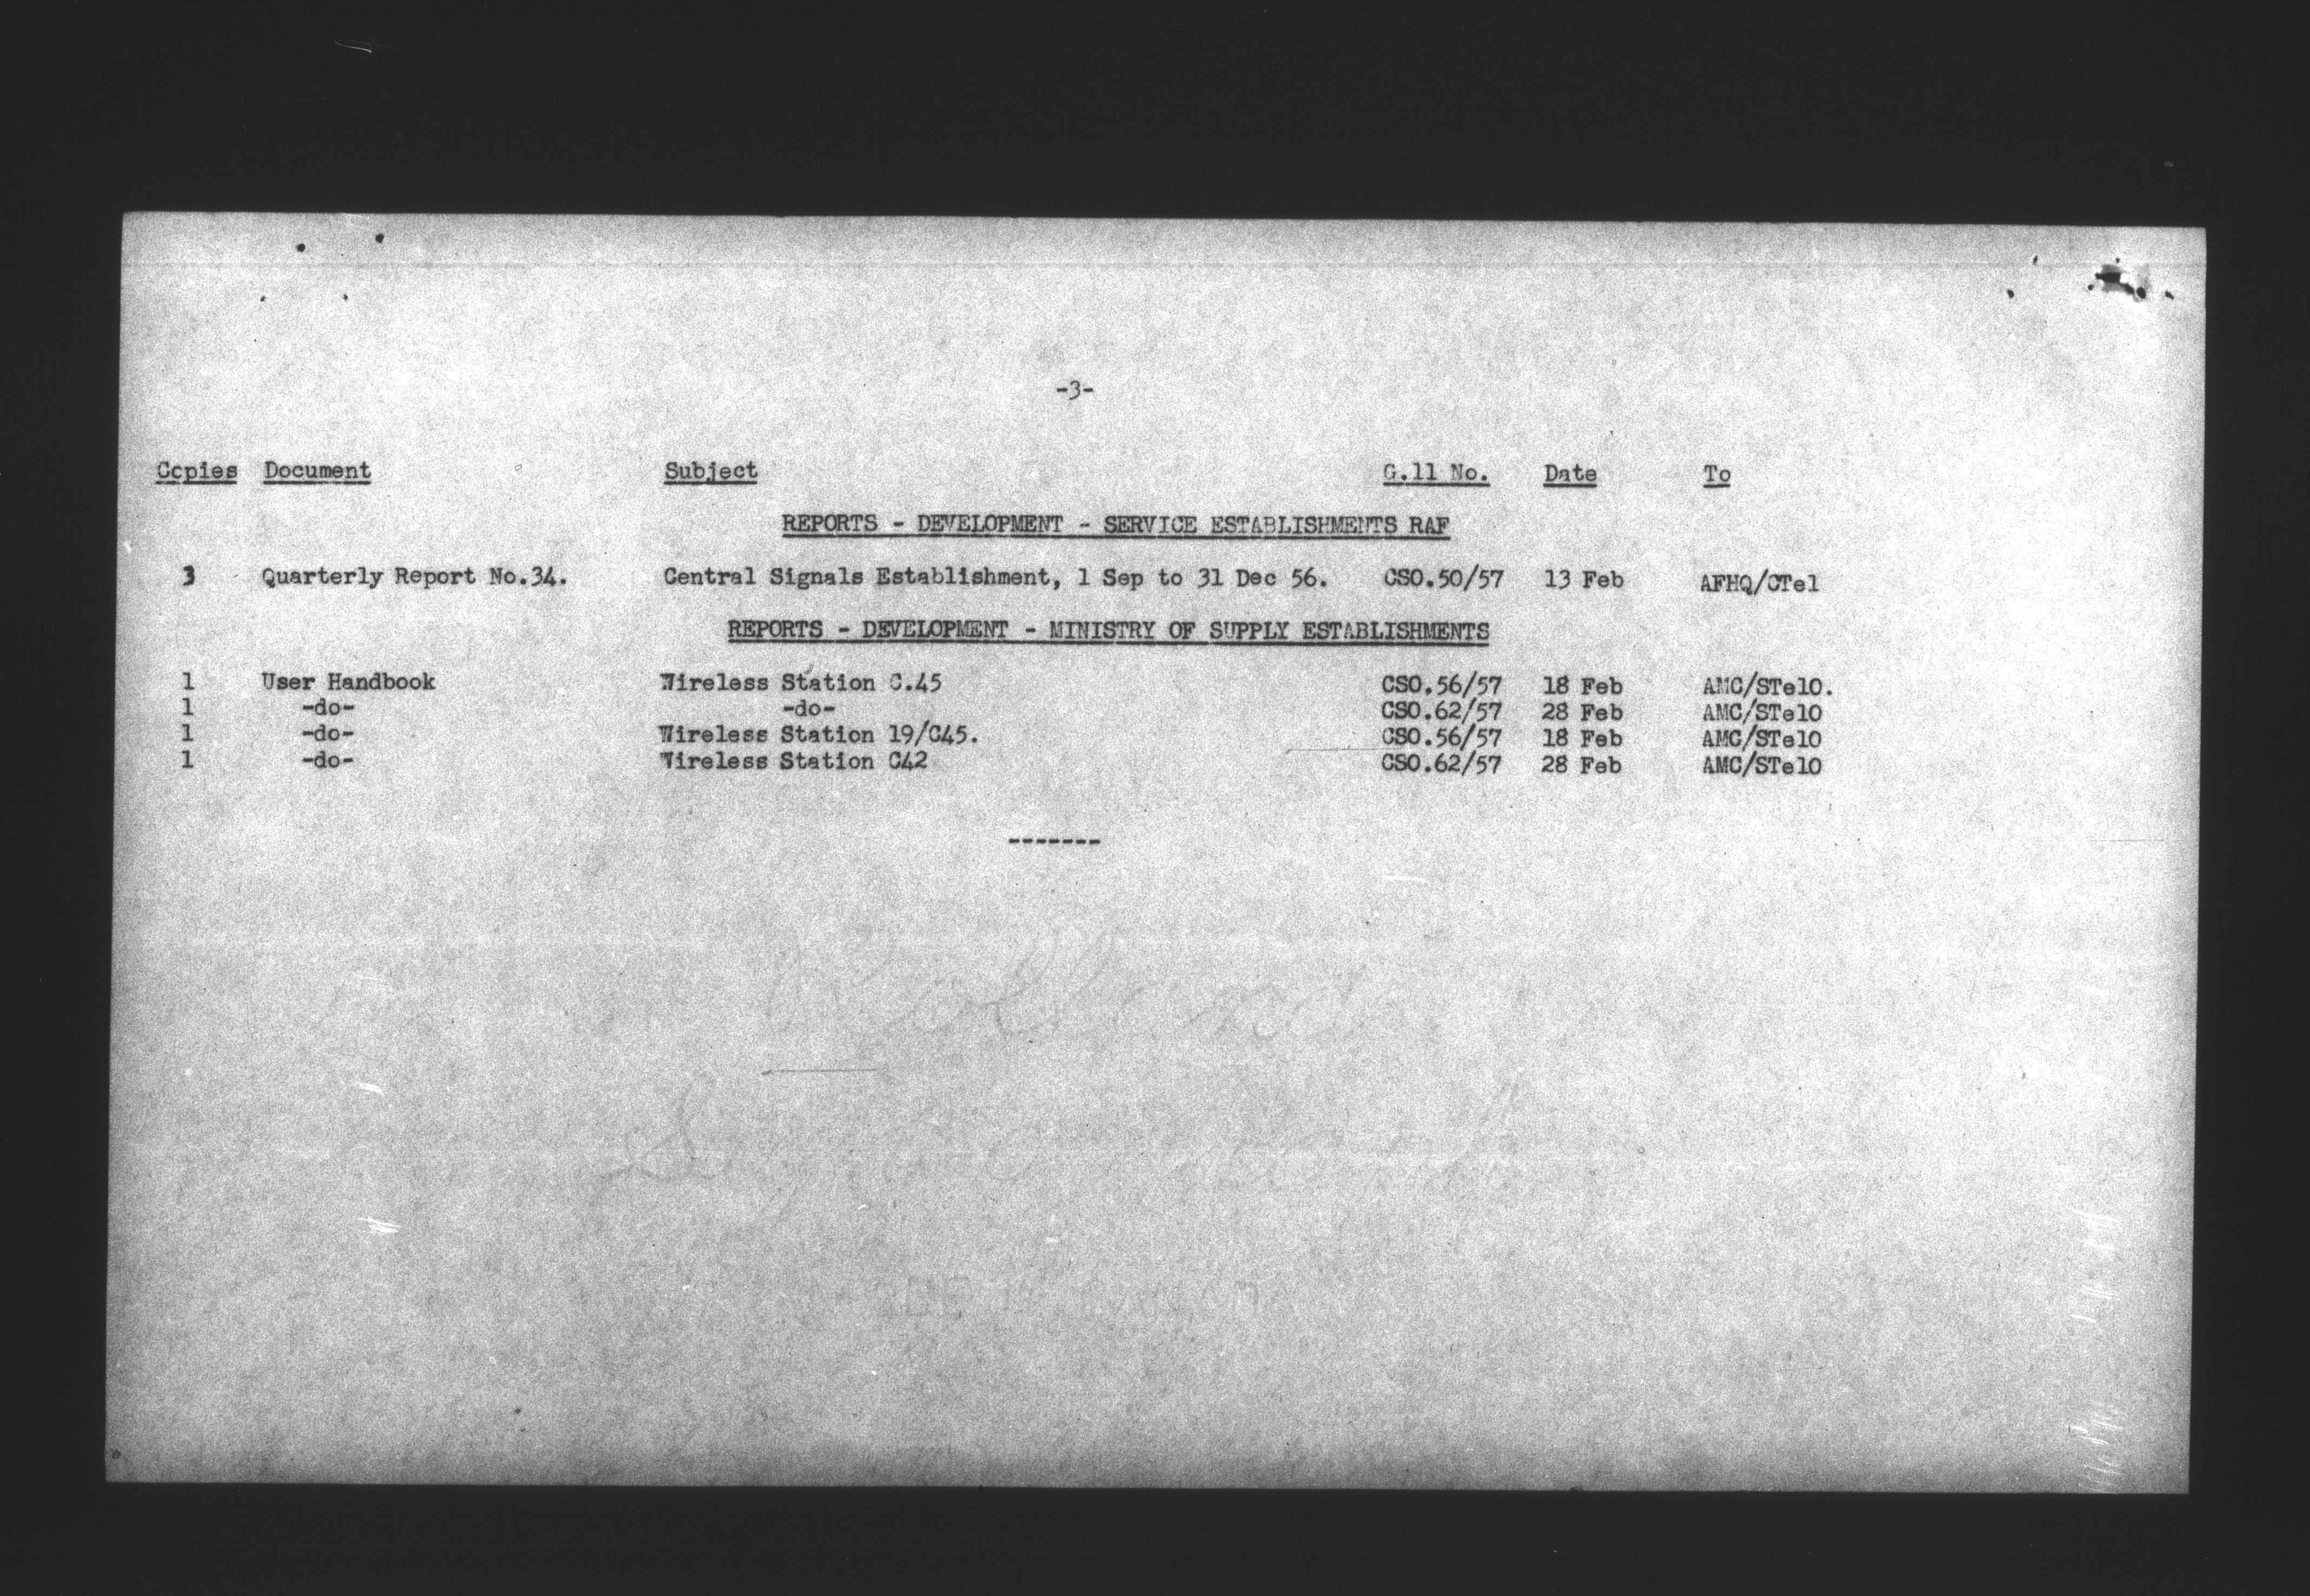 -3-
Copies Document Subject G.11 No. Date To
REPORTS - DEVELOPMENT - SERVICE ESTABLISHMENTS RAF
3 Quarterly Report No.34. Central Signals Establishment, 1 Sep to 31 Dec 56. CSO.50/57 13 Feb AFHQ/CTel
REPORTS - DEVELOPMENT - MINISTRY OF SUPPLY ESTABLISHMENTS
1 User Handbook Wireless Station C.45 CSO.56/57 18 Feb AMC/STelO.
1 -do- -do- CSO.62/57 28 Feb AMC/STelO
1 -do- Wireless Station 19/C45. CSO.56/57 18 Feb AMC/STelO
1 -do- Wireless Station C42 CSO.62/57 28 Feb AMC/STelO
-------